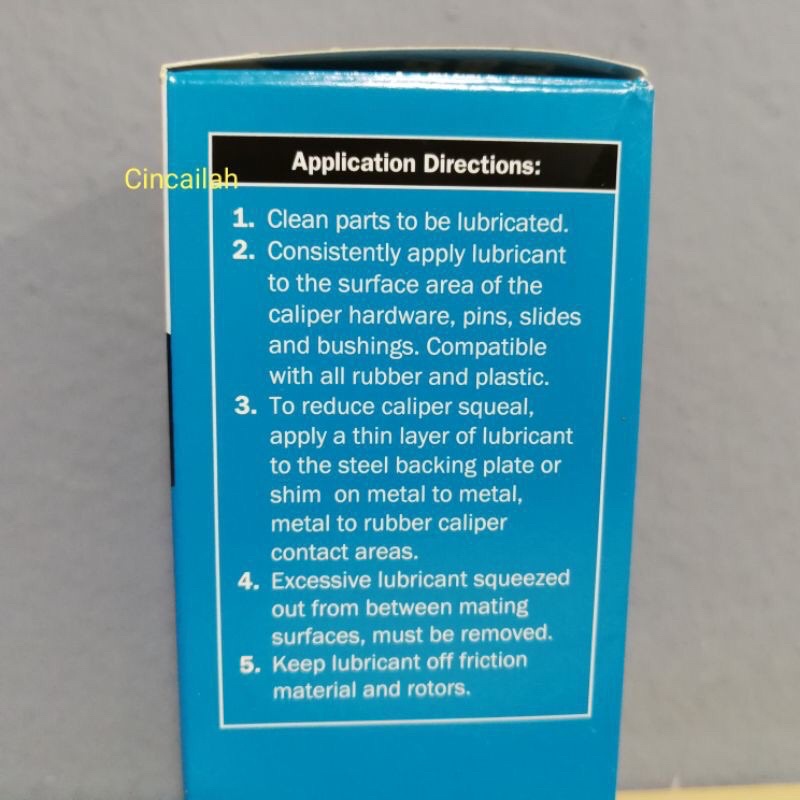 Application Directions:
Cincailah
1. Clean parts to be lubricated.
2. Consistently apply lubricant
to the surface area of the
caliper hardware, pins, slides
and bushings. Compatible
with all rubber and plastic.
3. To reduce caliper squeal,
apply a thin layer of lubricant
to the steel backing plate or
shim on metal to metal,
metal to rubber caliper
contact areas.
4. Excessive lubricant squeezed
out from between mating
surfaces, must be removed.
5. Keep lubricant off friction
material and rotors.